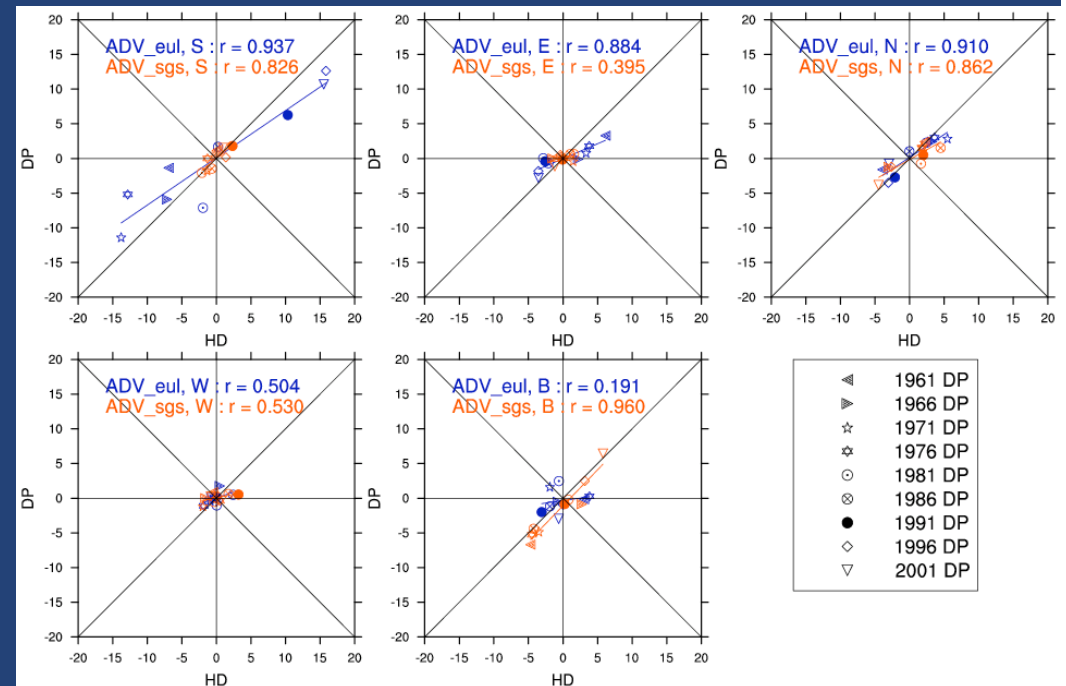 ADV_eul, S : r = 0.937
ADV_sgs, S : r = 0.826
20
15
10
5
0
-5
-10
-15
-20
DP
-20 -15 -10 -5 0 5 10 15 20
HD
ADV_eul, E : r = 0.884
ADV_sgs, E : r = 0.395
20
15
10
5
0
-5
-10
-15
-20
DP
-20 -15 -10 -5 0 5 10 15 20
HD
ADV_eul, N : r = 0.910
ADV_sgs, N : r = 0.862
20
15
10
5
0
-5
-10
-15
-20
DP
-20 -15 -10 -5 0 5 10 15 20
HD
ADV_eul, W : r = 0.504
ADV_sgs, W : r = 0.530
20
15
10
5
0
-5
-10
-15
-20
DP
-20 -15 -10 -5 0 5 10 15 20
HD
ADV_eul, B : r = 0.191
ADV_sgs, B : r = 0.960
20
15
10
5
0
-5
-10
-15
-20
DP
-20 -15 -10 -5 0 5 10 15 20
HD
1961 DP
1966 DP
1971 DP
1976 DP
1981 DP
1986 DP
1991 DP
1996 DP
2001 DP